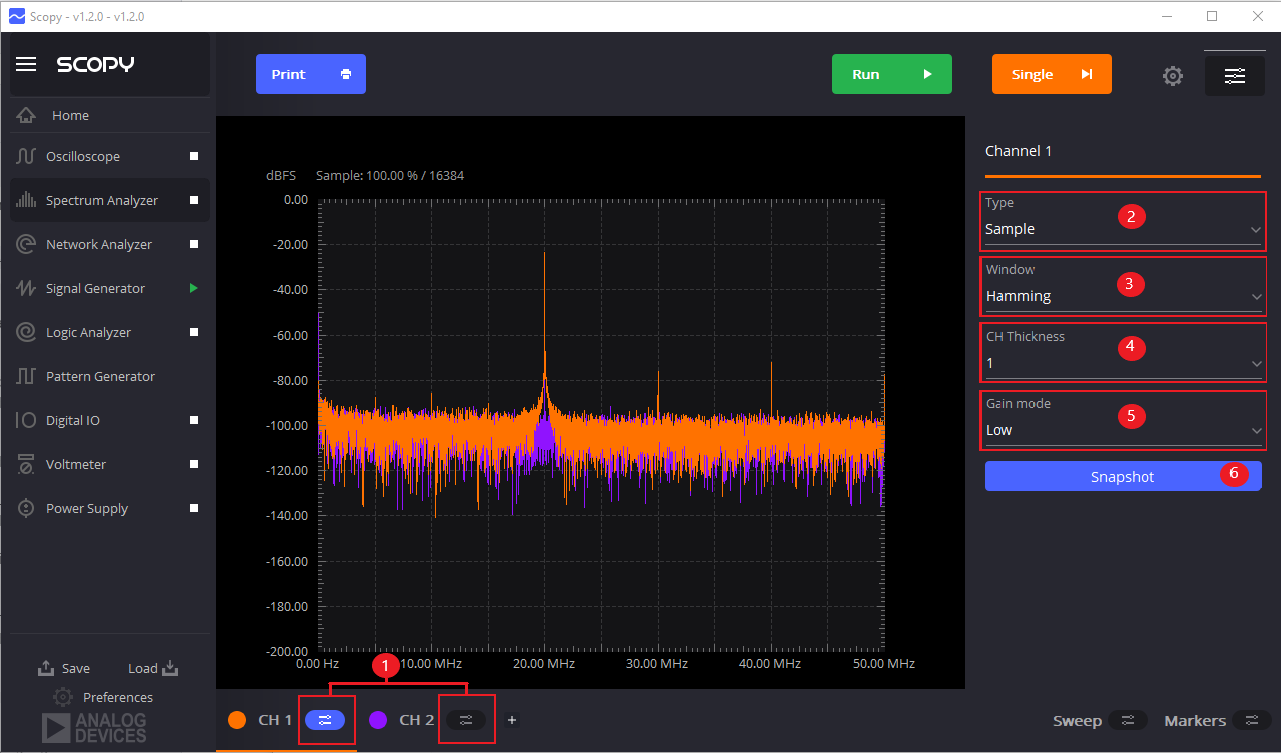 Scopy - v1.2.0 - v1.2.0
SCOPY
Print
Run
Single
Home
Oscilloscope
Spectrum Analyzer
Network Analyzer
Signal Generator
Logic Analyzer
Pattern Generator
Digital IO
Voltmeter
Power Supply
Save
Load
Preferences
ANALOG
DEVICES
dBFS Sample: 100.00 % / 16384
0.00
-20.00
-40.00
-60.00
-80.00
-100.00
-120.00
-140.00
-160.00
-180.00
-200.00
0.00 Hz 10.00 MHz 20.00 MHz 30.00 MHz 40.00 MHz 50.00 MHz
1
CH 1
CH 2
+
Sweep
Markers
Channel 1
Type
Sample
2
Window
Hamming
3
CH Thickness
1
4
Gain mode
Low
5
Snapshot
6